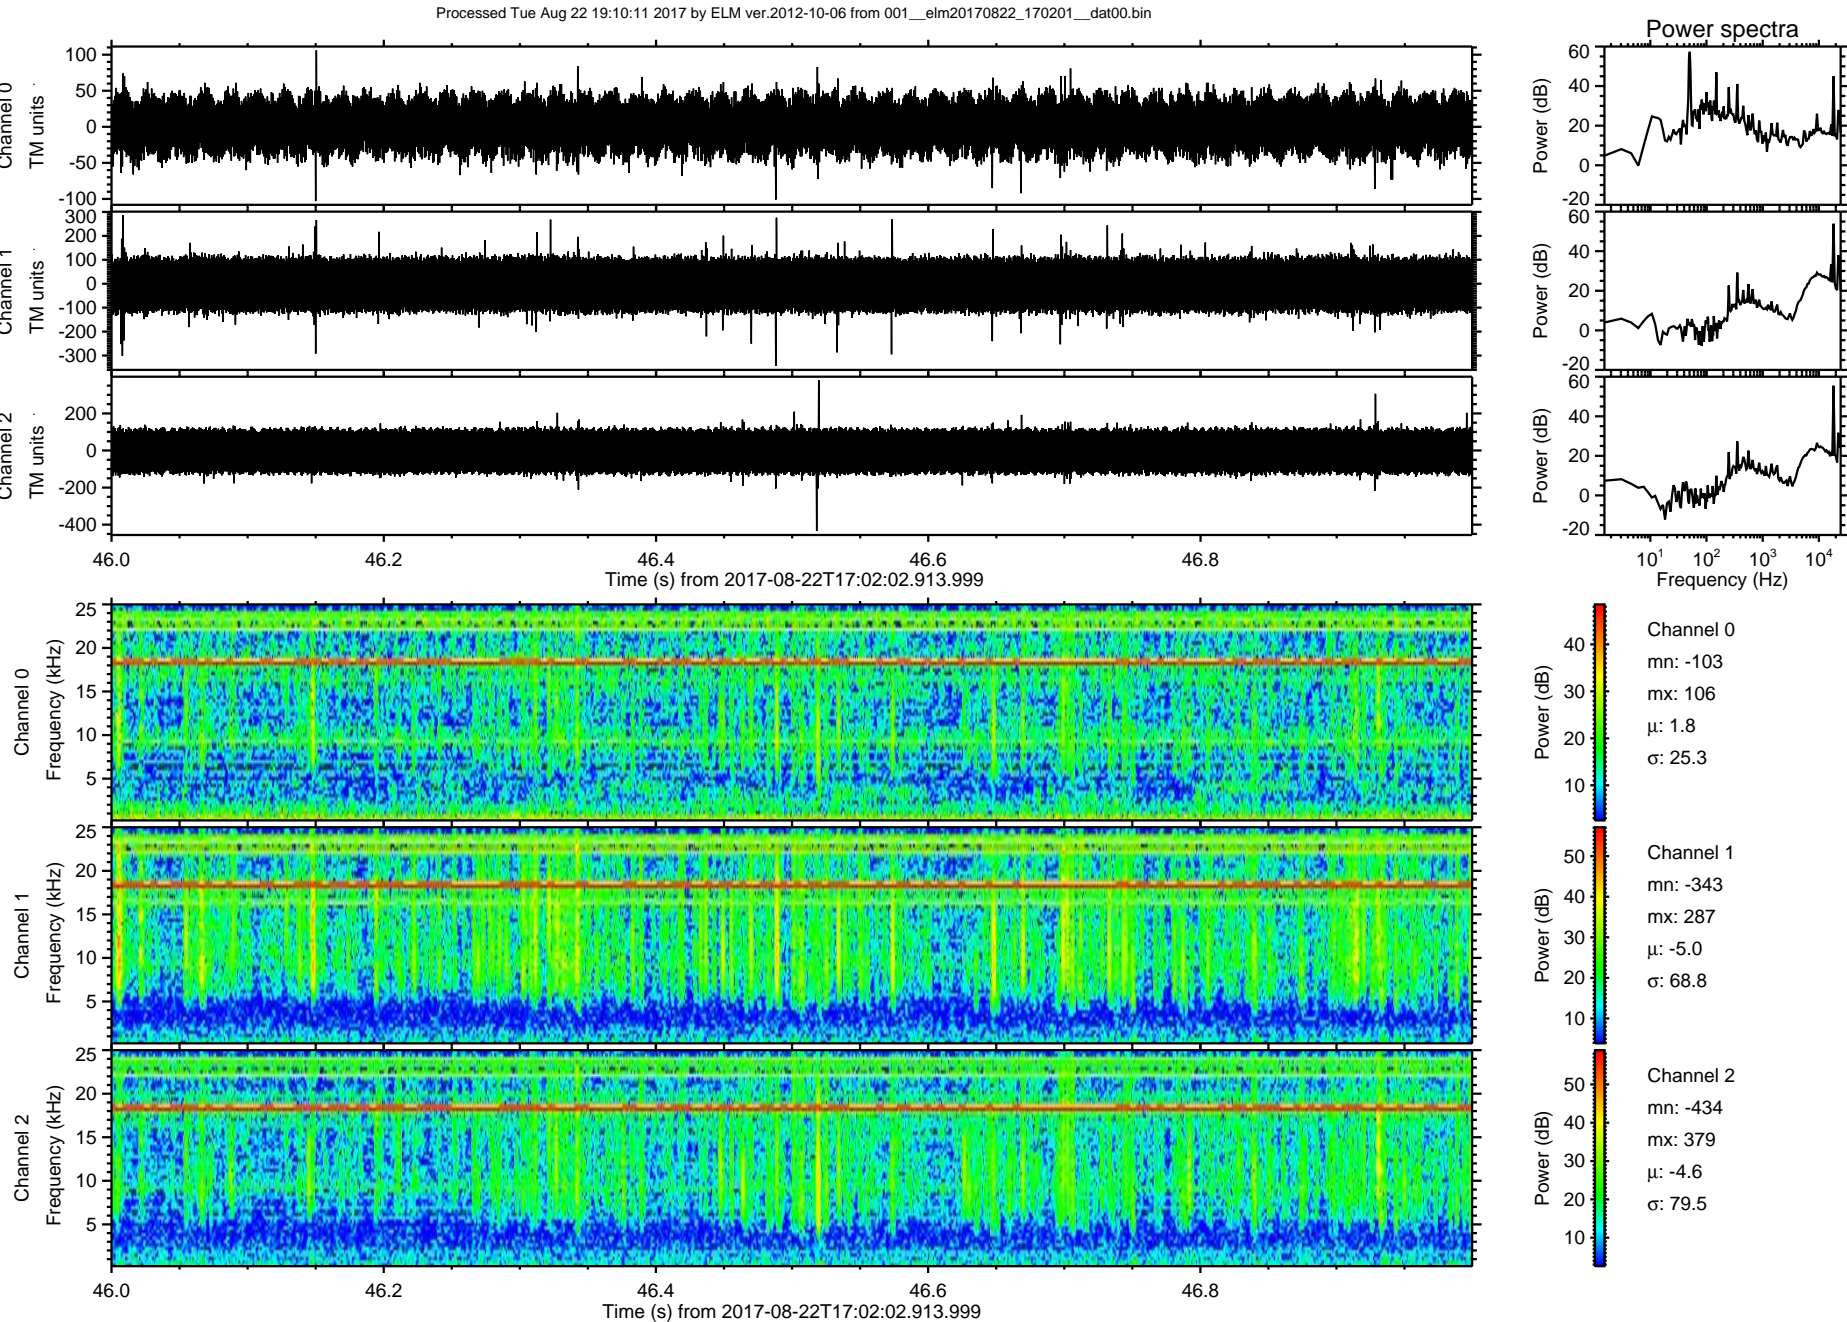 Processed Tue Aug 22 19:10:11 2017 by ELM ver.2012-10-06 from 001__elm20170822_170201__dat00.bin
Power spectra
Channel 0
TM units
100
50
0
-50
-100
Power (dB)
60
40
20
0
-20
Channel 1
TM units
300
200
100
0
-100
-200
-300
Power (dB)
60
40
20
0
-20
Channel 2
TM units
200
0
-200
-400
Power (dB)
60
40
20
0
-20
46.0 46.2 46.4 46.6 46.8
Time (s) from 2017-08-22T17:02:02.913.999
10¹ 10² 10³ 10⁴
Frequency (Hz)
Channel 0
Frequency (kHz)
25
20
15
10
5
Power (dB)
40
30
20
10
Channel 0
mn: -103
mx: 106
μ: 1.8
σ: 25.3
Channel 1
Frequency (kHz)
25
20
15
10
5
Power (dB)
50
40
30
20
10
Channel 1
mn: -343
mx: 287
μ: -5.0
σ: 68.8
Channel 2
Frequency (kHz)
25
20
15
10
5
Power (dB)
50
40
30
20
10
Channel 2
mn: -434
mx: 379
μ: -4.6
σ: 79.5
46.0 46.2 46.4 46.6 46.8
Time (s) from 2017-08-22T17:02:02.913.999